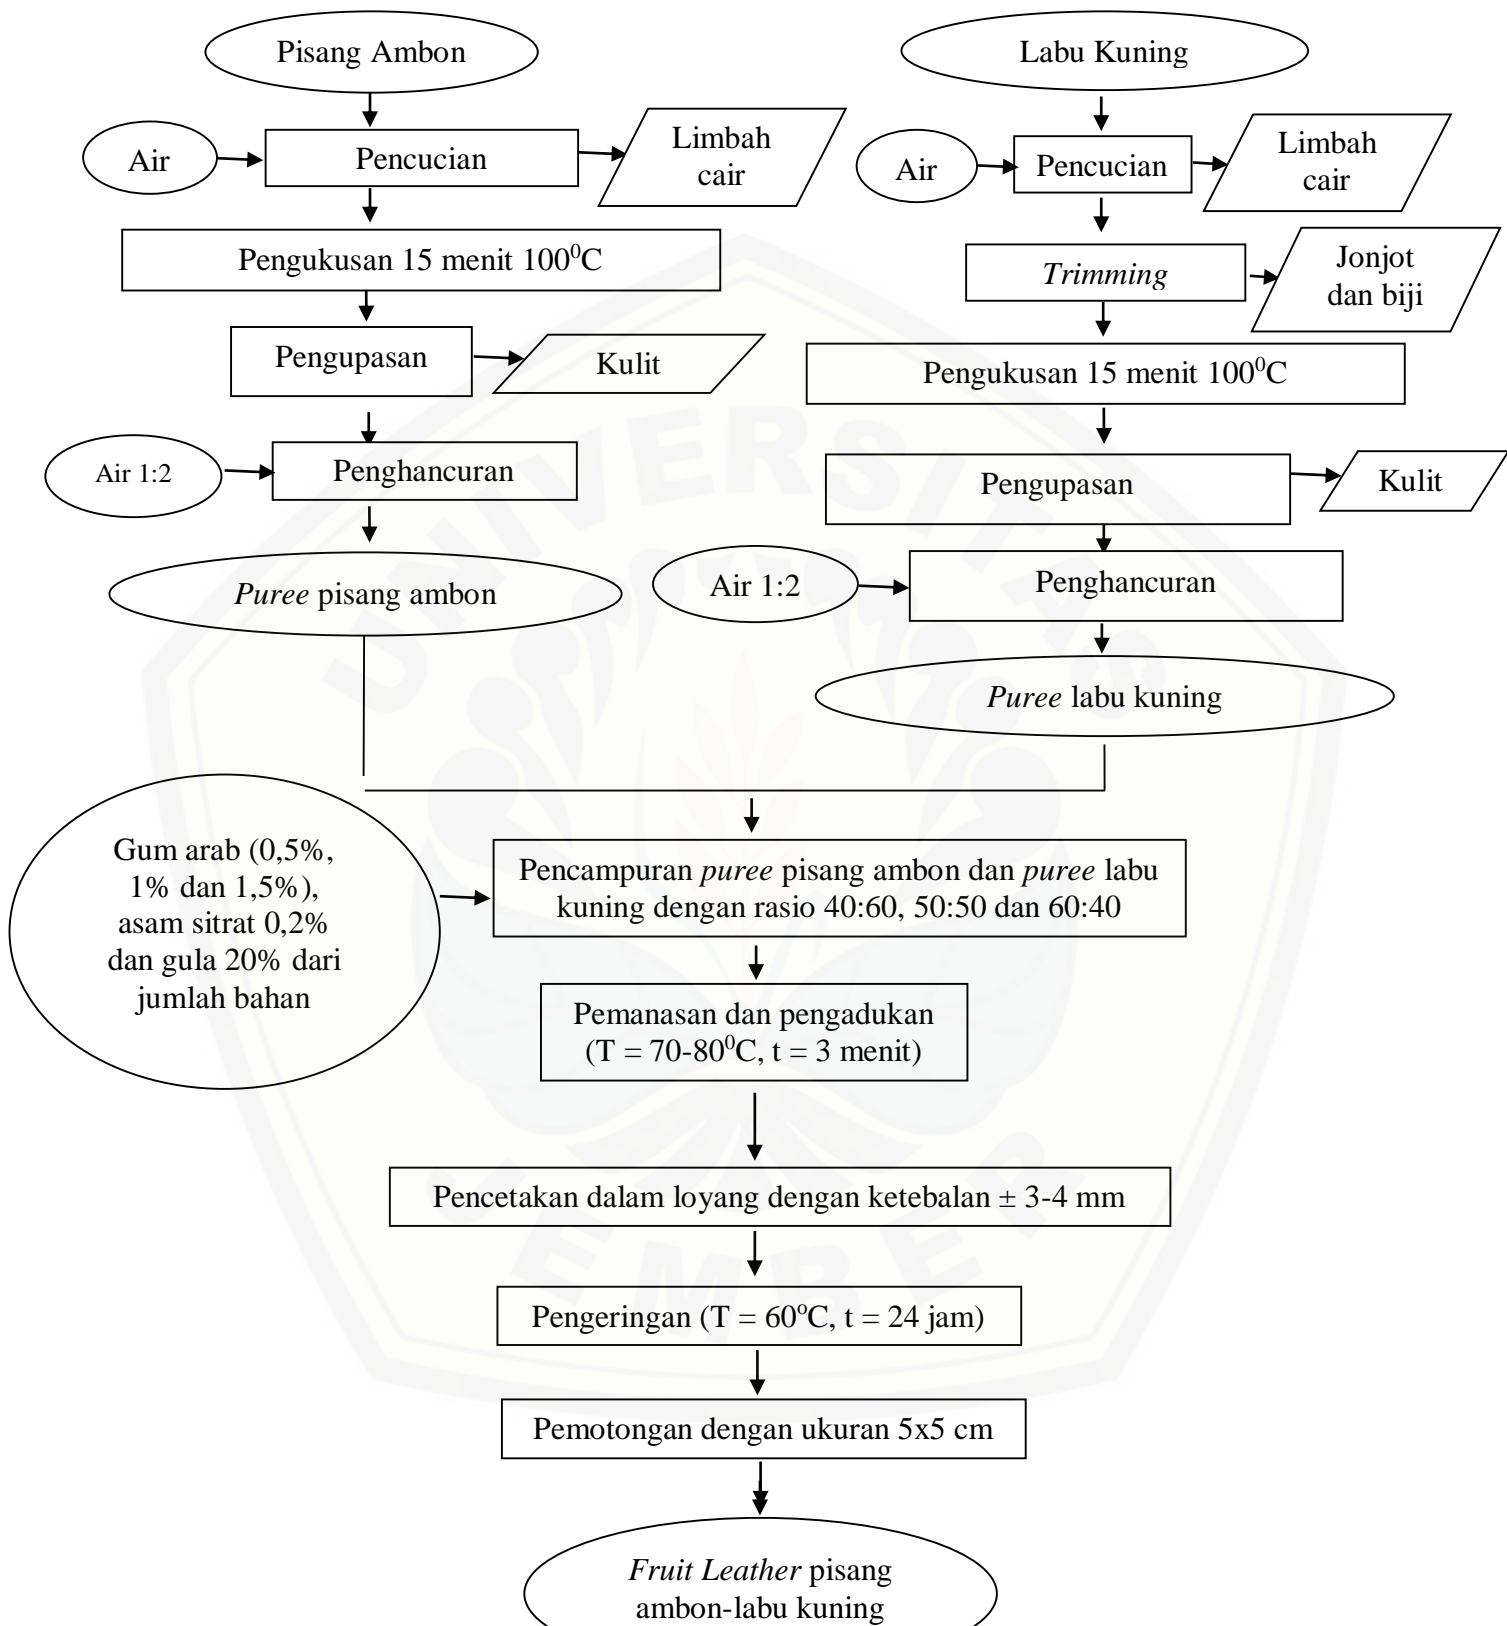 Pisang Ambon
Air
Pencucian
Limbah
cair
Pengukusan 15 menit 100⁰C
Pengupasan
Kulit
Air 1:2
Penghancuran
Puree pisang ambon
Labu Kuning
Air
Pencucian
Limbah
cair
Trimming
Jonjot
dan biji
Pengukusan 15 menit 100⁰C
Pengupasan
Kulit
Air 1:2
Penghancuran
Puree labu kuning
Gum arab (0,5%,
1% dan 1,5%),
asam sitrat 0,2%
dan gula 20% dari
jumlah bahan
Pencampuran puree pisang ambon dan puree labu
kuning dengan rasio 40:60, 50:50 dan 60:40
Pemanasan dan pengadukan
(T = 70-80⁰C, t = 3 menit)
Pencetakan dalam loyang dengan ketebalan ± 3-4 mm
Pengeringan (T = 60ᵒC, t = 24 jam)
Pemotongan dengan ukuran 5x5 cm
Fruit Leather pisang
ambon-labu kuning
UNIVERSITAS
JEMBER